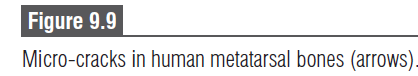 Figure 9.9
Micro-cracks in human metatarsal bones (arrows).